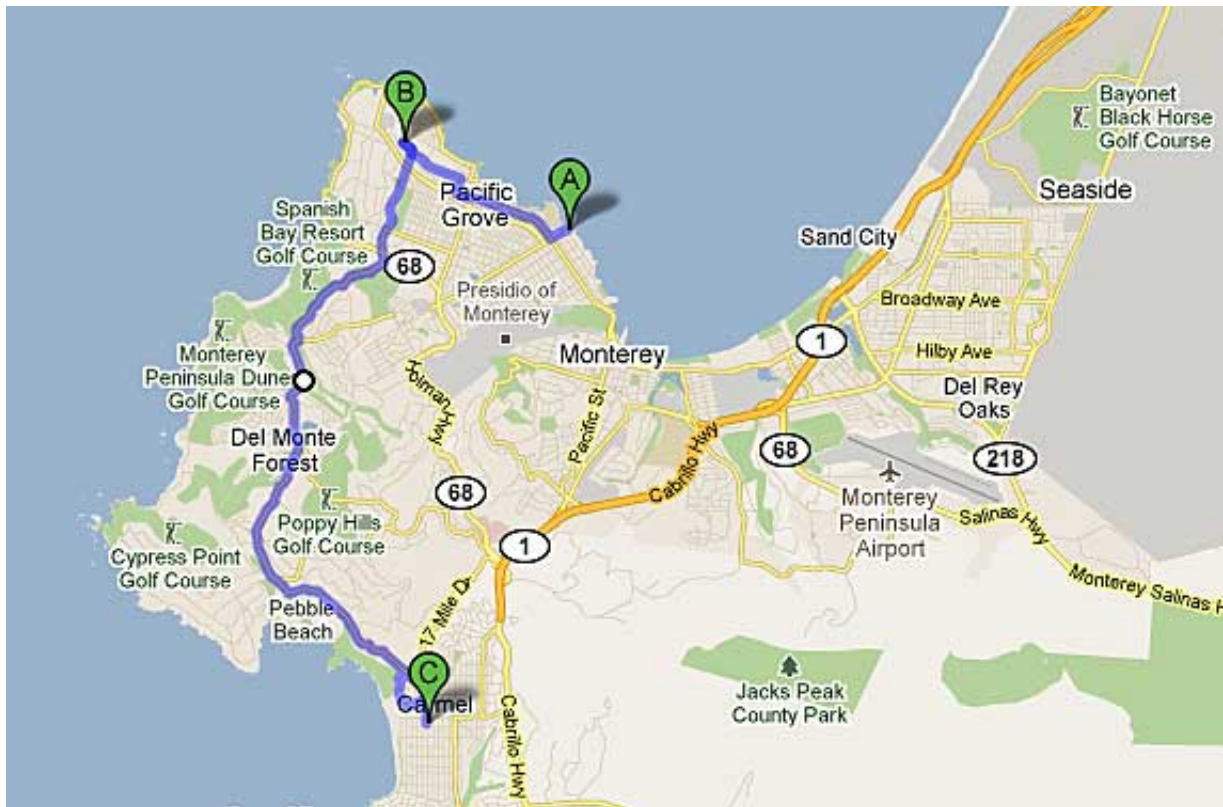 B
A
Bayonet
Black Horse
Golf Course
Seaside
Pacific
Grove
Spanish
Bay Resort
Golf Course
68
Sand City
Presidio of
Monterey
Broadway Ave
1
Hilby Ave
Monterey
Monterey
Peninsula Dune
Golf Course
Holman Hwy
Pacific St
Del Rey
Oaks
Del Monte
Forest
Cabrillo Hwy
68
218
68
Monterey
Peninsula
Airport
Salinas Hwy
Poppy Hills
Golf Course
Cypress Point
Golf Course
1
Monterey Salinas H
Pebble
Beach
17 Mile Dr
C
Carmel
Cabrillo Hwy
Jacks Peak
County Park